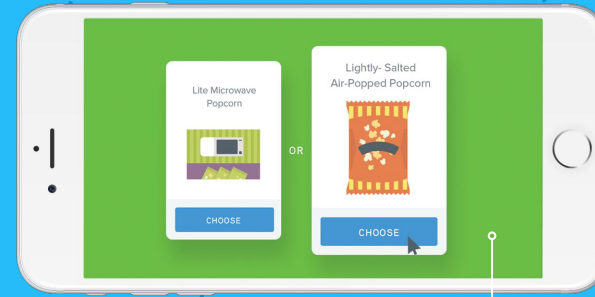 Lite Microwave
Popcorn
CHOOSE
OR
Lightly- Salted
Air-Popped Popcorn
CHOOSE